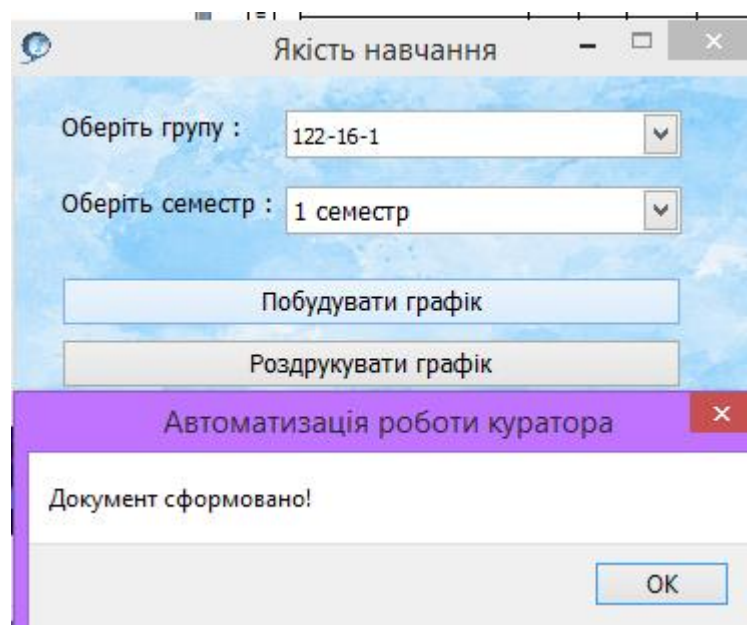 Якість навчання
Оберіть групу : 122-16-1
Оберіть семестр : 1 семестр
Побудувати графік
Роздрукувати графік
Автоматизація роботи куратора
Документ сформовано!
OK